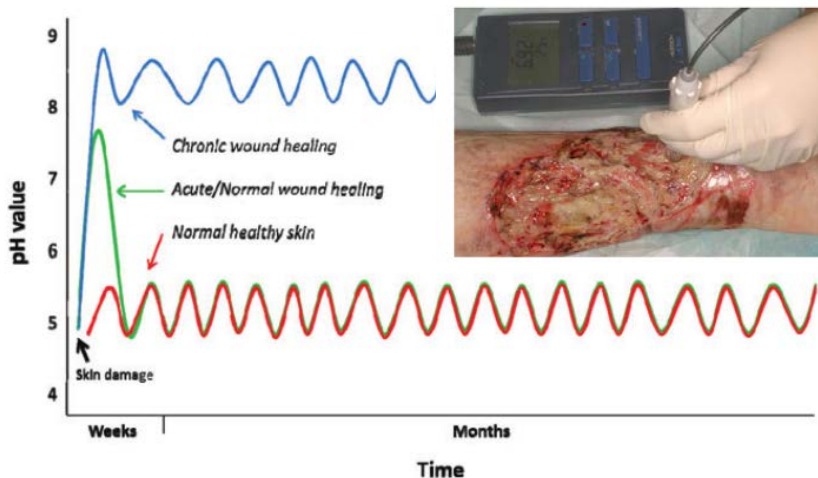 9
8
7
6
5
4
pH value
Chronic wound healing
Acute/Normal wound healing
Normal healthy skin
Skin damage
Weeks
Months
Time